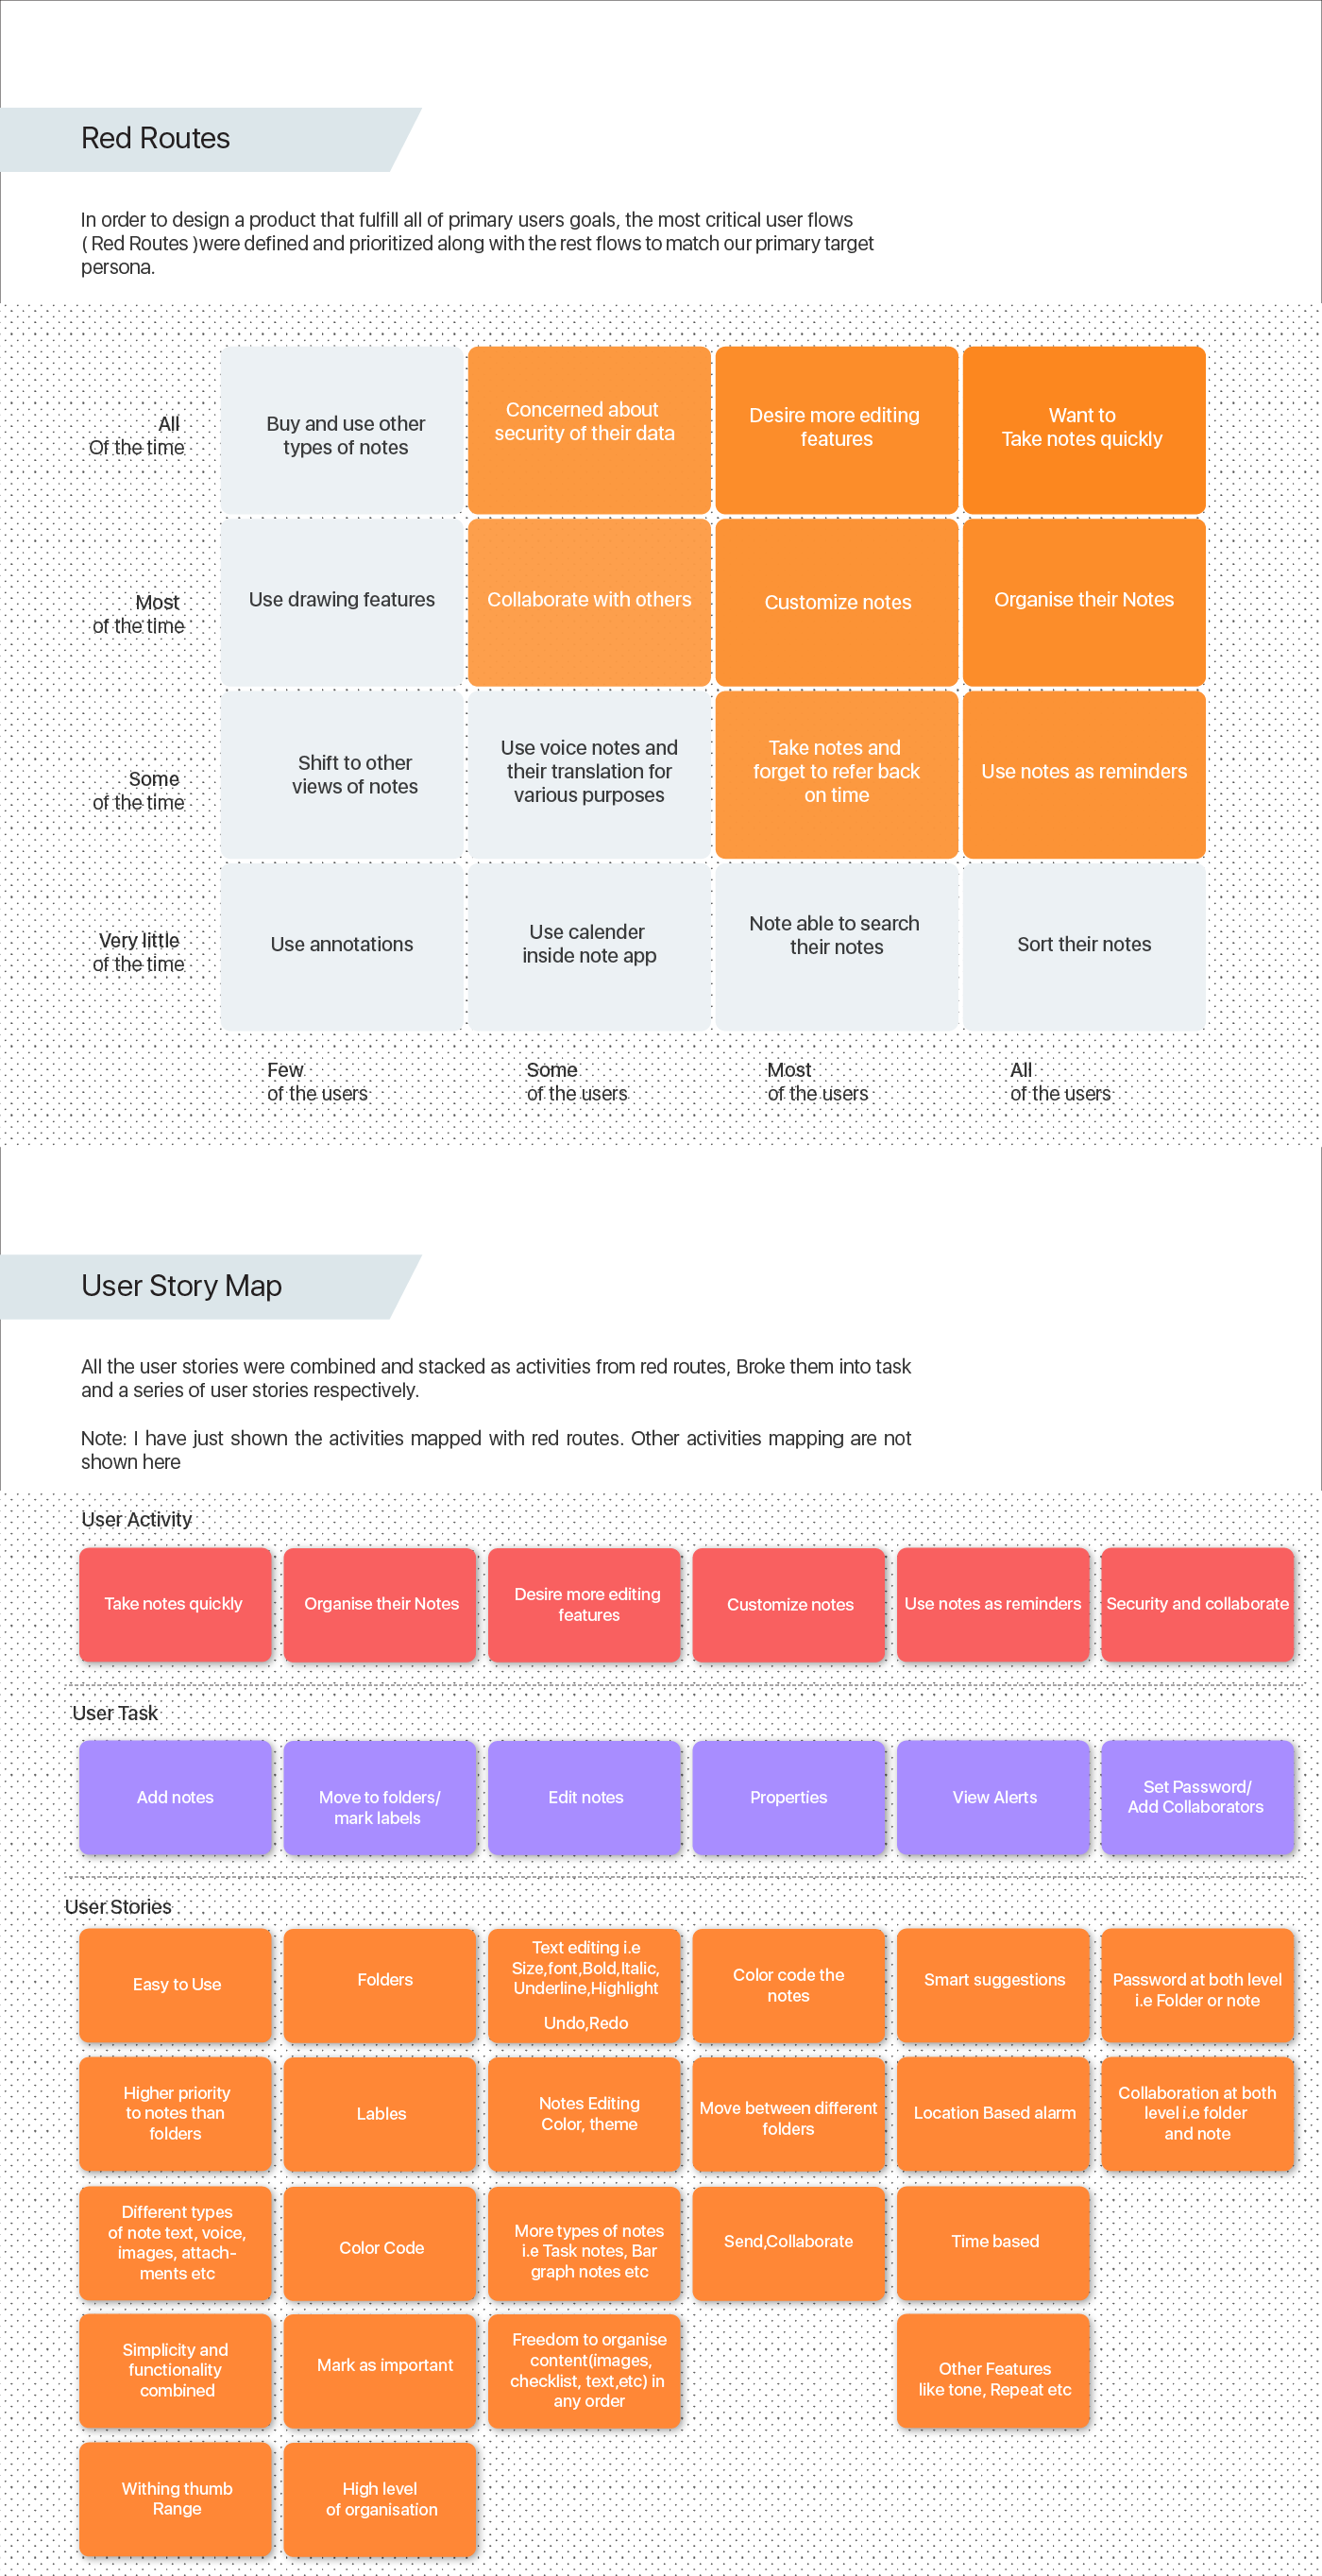 Red Routes
In order to design a product that fulfill all of primary users goals, the most critical user flows
( Red Routes )were defined and prioritized along with the rest flows to match our primary target
persona.
All
Of the time
Buy and use other
types of notes
Concerned about
security of their data
Desire more editing
features
Want to
Take notes quickly
Most
of the time
Use drawing features
Collaborate with others
Customize notes
Organise their Notes
Some
of the time
Shift to other
views of notes
Use voice notes and
their translation for
various purposes
Take notes and
forget to refer back
on time
Use notes as reminders
Very little
of the time
Use annotations
Use calender
inside note app
Note able to search
their notes
Sort their notes
Few
of the users
Some
of the users
Most
of the users
All
of the users
User Story Map
All the user stories were combined and stacked as activities from red routes, Broke them into task
and a series of user stories respectively.
Note: I have just shown the activities mapped with red routes. Other activities mapping are not
shown here
User Activity
Take notes quickly
Organise their Notes
Desire more editing
features
Customize notes
Use notes as reminders
Security and collaborate
User Task
Add notes
Move to folders/
mark labels
Edit notes
Properties
View Alerts
Set Password/
Add Collaborators
User Stories
Easy to Use
Folders
Text editing i.e
Size,font,Bold,Italic,
Underline,Highlight
Undo,Redo
Color code the
notes
Smart suggestions
Password at both level
i.e Folder or note
Higher priority
to notes than
folders
Lables
Notes Editing
Color, theme
Move between different
folders
Location Based alarm
Collaboration at both
level i.e folder
and note
Different types
of note text, voice,
images, attach-
ments etc
Color Code
More types of notes
i.e Task notes, Bar
graph notes etc
Send,Collaborate
Time based
Simplicity and
functionality
combined
Mark as important
Freedom to organise
content(images,
checklist, text,etc) in
any order
Other Features
like tone, Repeat etc
Withing thumb
Range
High level
of organisation